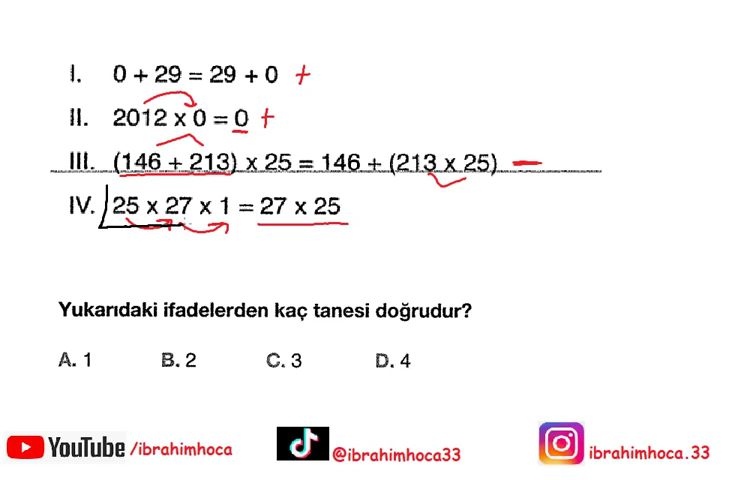 I. 0 + 29 = 29 + 0 +
II. 2012 x 0 = 0 +
III. (146 + 213) x 25 = 146 + (213 x 25) -
IV. 25 x 27 x 1 = 27 x 25
Yukarıdaki ifadelerden kaç tanesi doğrudur?
A. 1 B. 2 C. 3 D. 4
YouTube /ibrahimhoca @ibrahimhoca33 ibrahimhoca.33